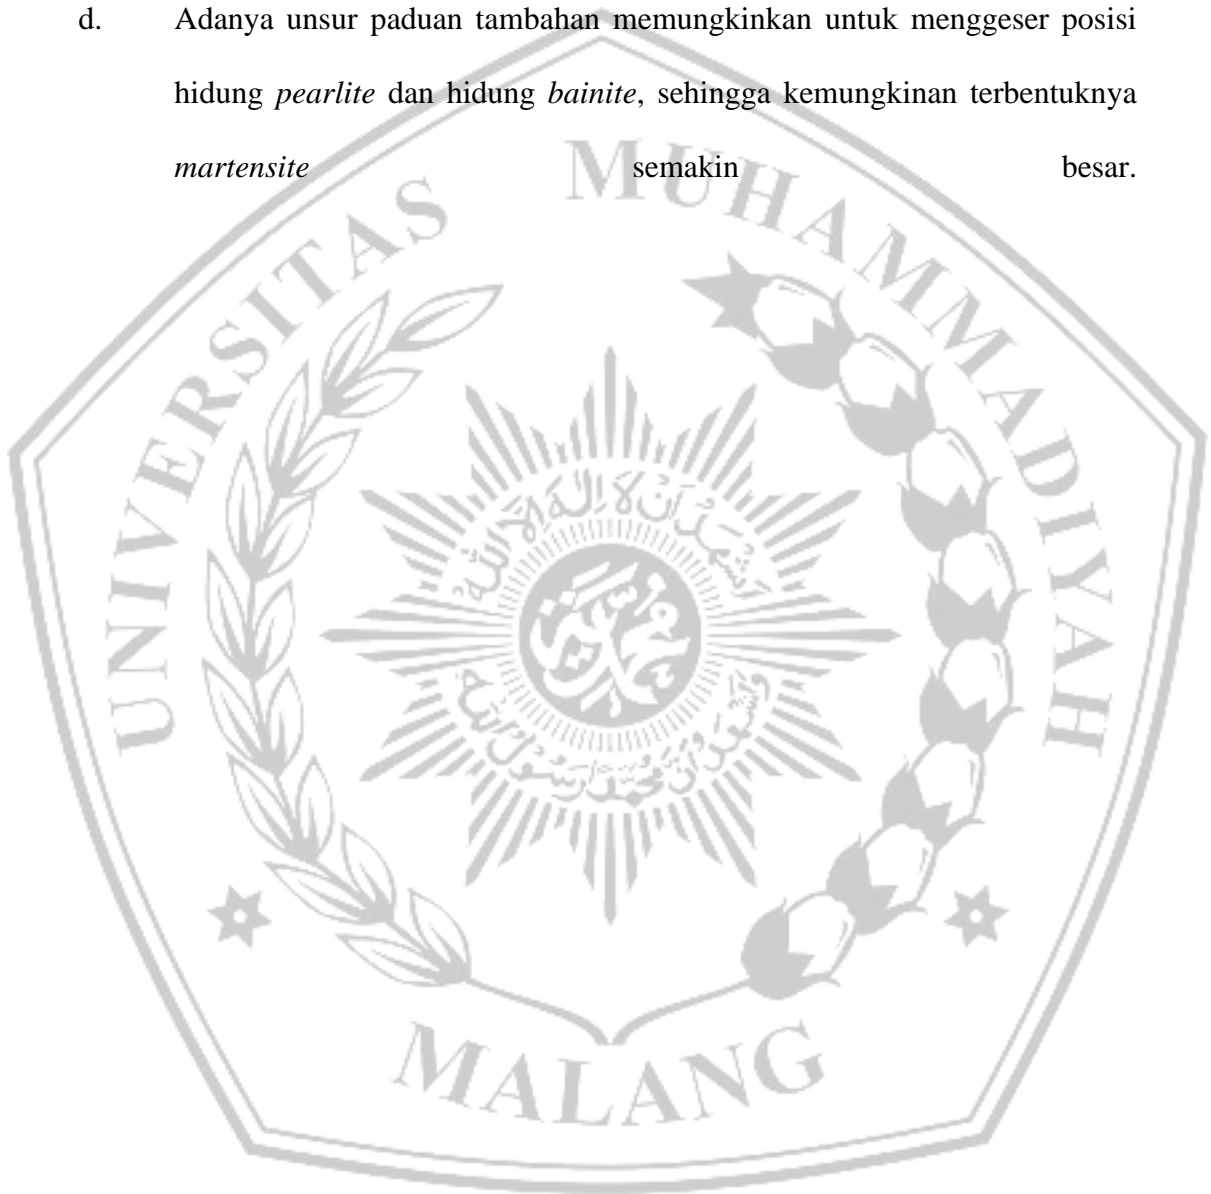 d. Adanya unsur paduan tambahan memungkinkan untuk menggeser posisi
hidung pearlite dan hidung bainite, sehingga kemungkinan terbentuknya
martensite semakin besar.
UNIVERSITAS MUHAMMADIYAH
MALANG